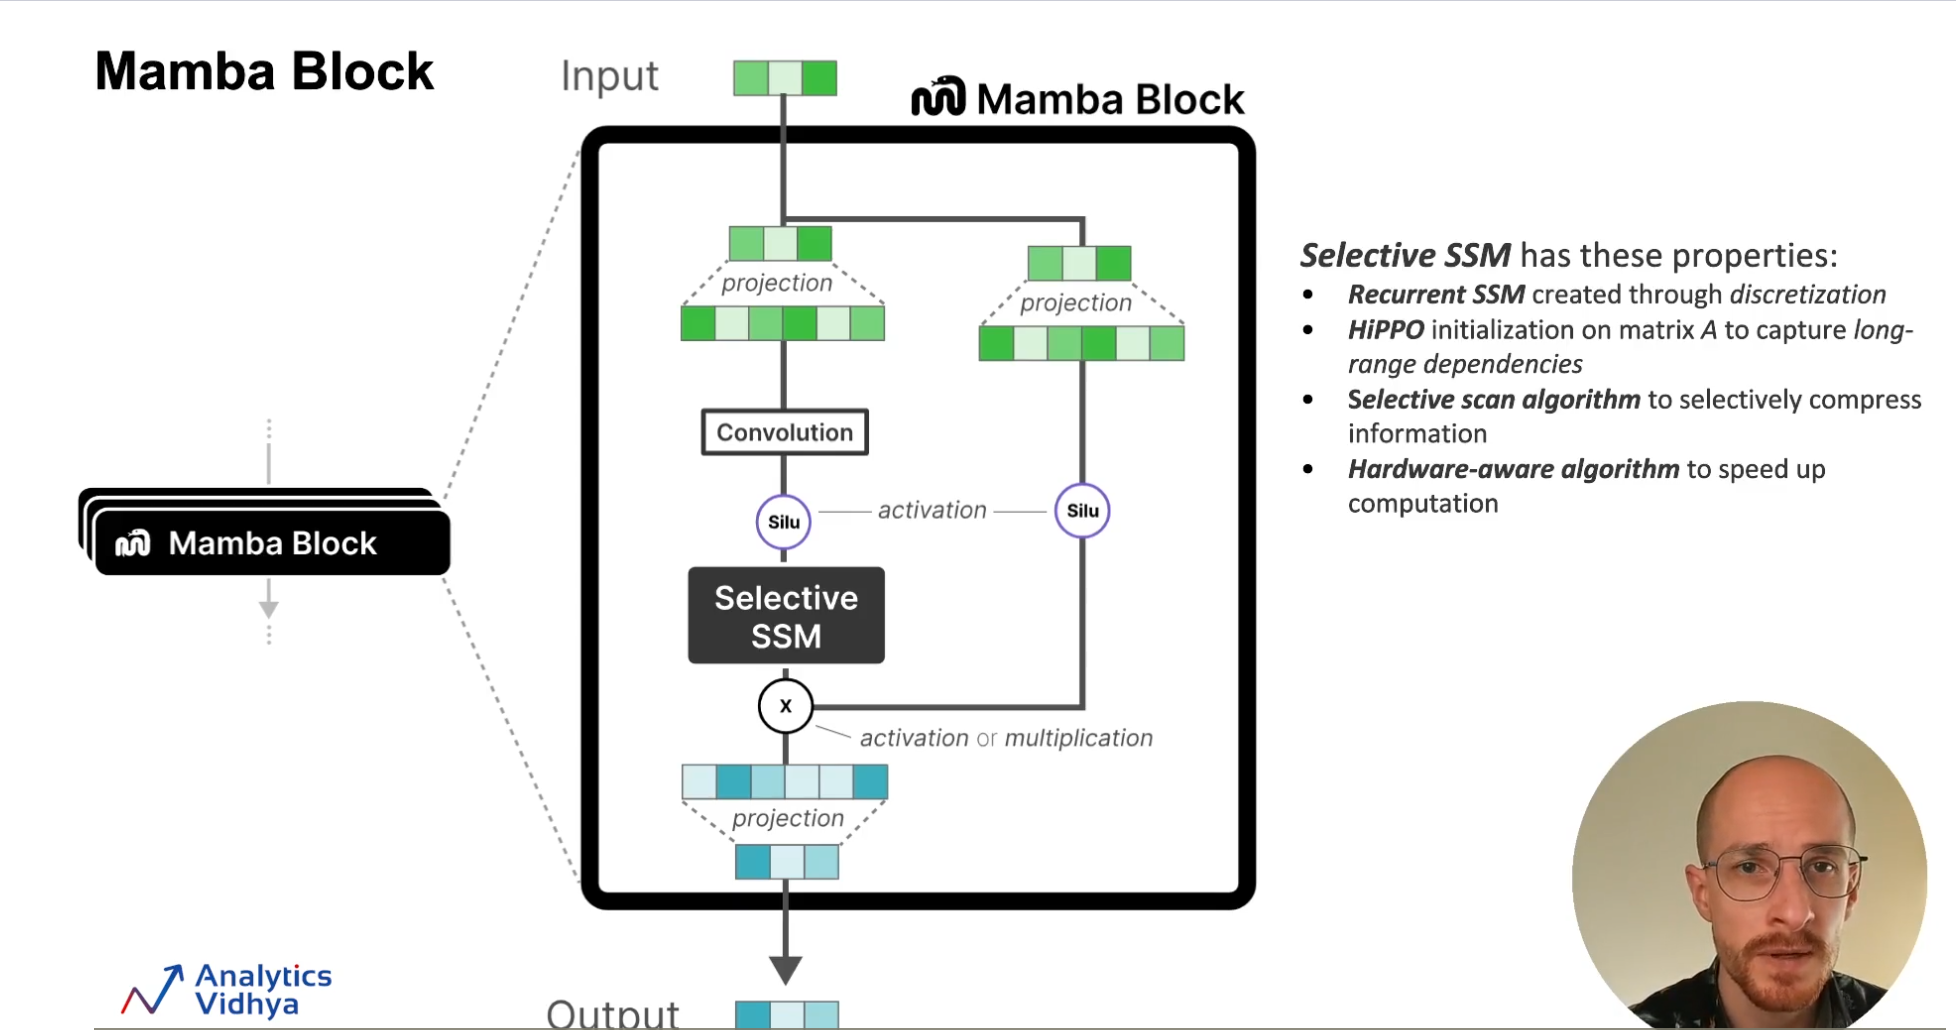 Mamba Block
Input
Mamba Block
projection
projection
Convolution
Silu
activation
Silu
Selective
SSM
X
activation or multiplication
projection
Output
Mamba Block
Selective SSM has these properties:
• Recurrent SSM created through discretization
• HiPPO initialization on matrix A to capture long-
range dependencies
• Selective scan algorithm to selectively compress
information
• Hardware-aware algorithm to speed up
computation
Analytics
Vidhya